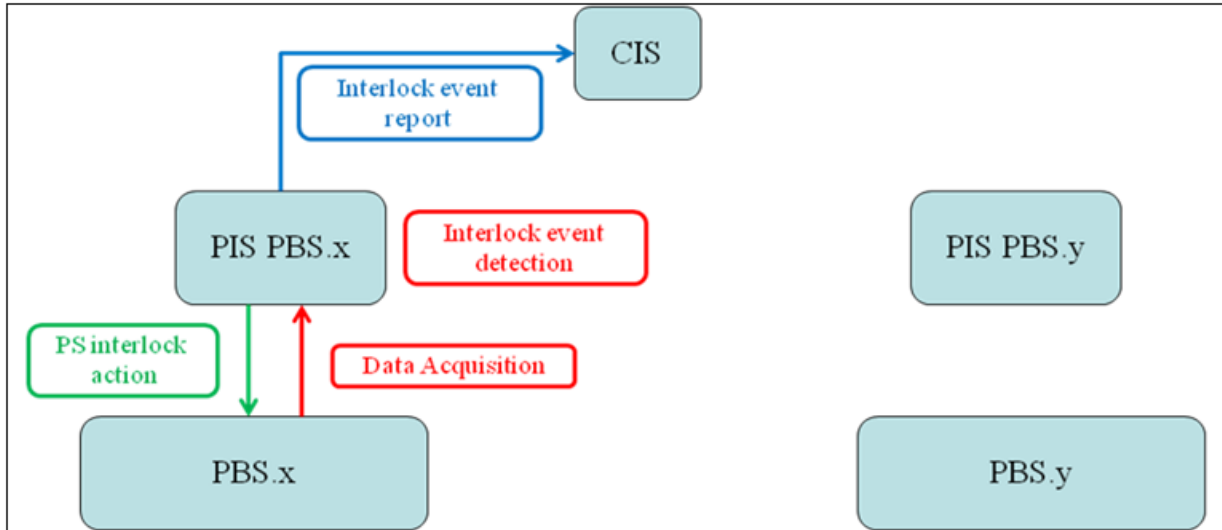 CIS
Interlock event
report
PIS PBS.x
Interlock event
detection
PIS PBS.y
PS interlock
action
Data Acquisition
PBS.x
PBS.y